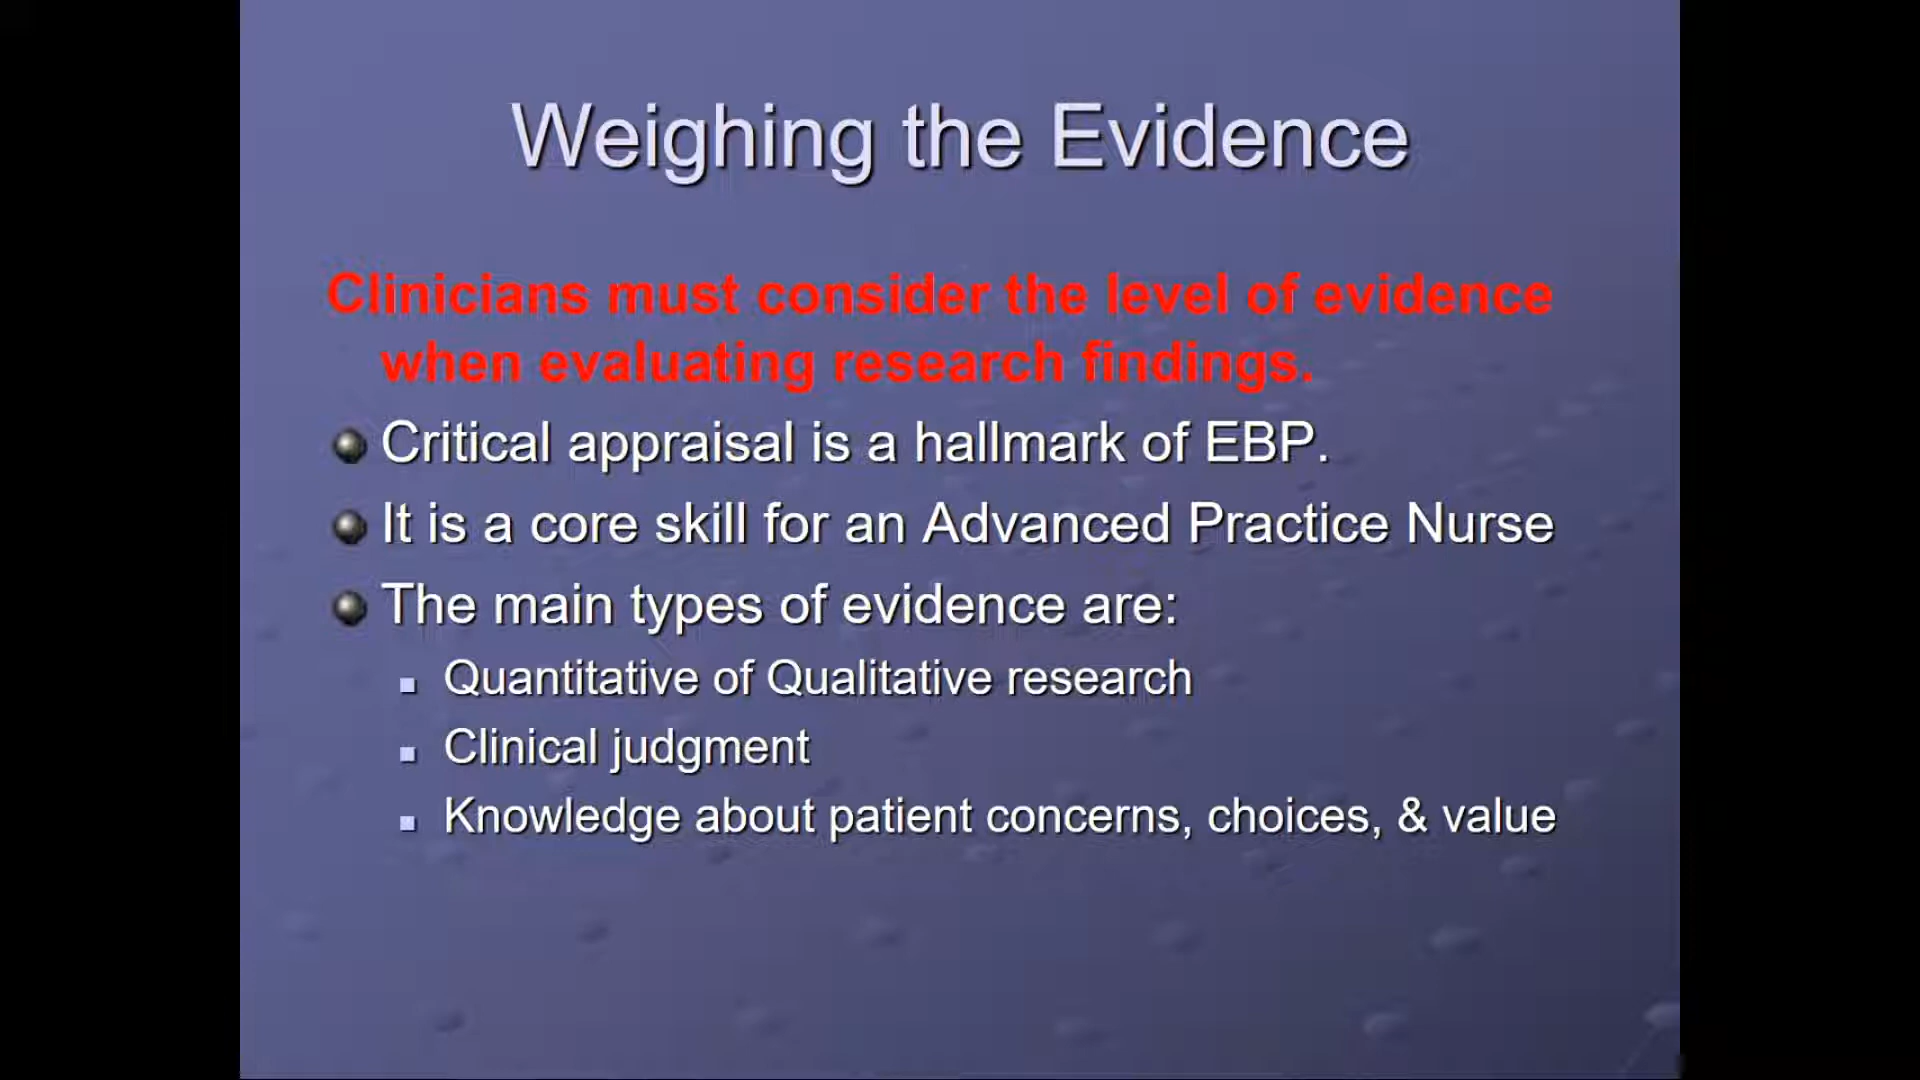 Weighing the Evidence
Clinicians must consider the level of evidence
when evaluating research findings.
Critical appraisal is a hallmark of EBP.
It is a core skill for an Advanced Practice Nurse
The main types of evidence are:
Quantitative of Qualitative research
Clinical judgment
Knowledge about patient concerns, choices, & value